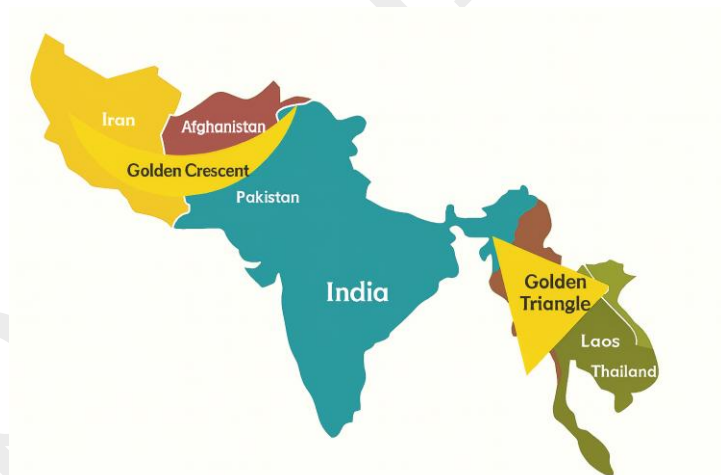 Iran
Afghanistan
Golden Crescent
Pakistan
India
Golden
Triangle
Laos
Thailand